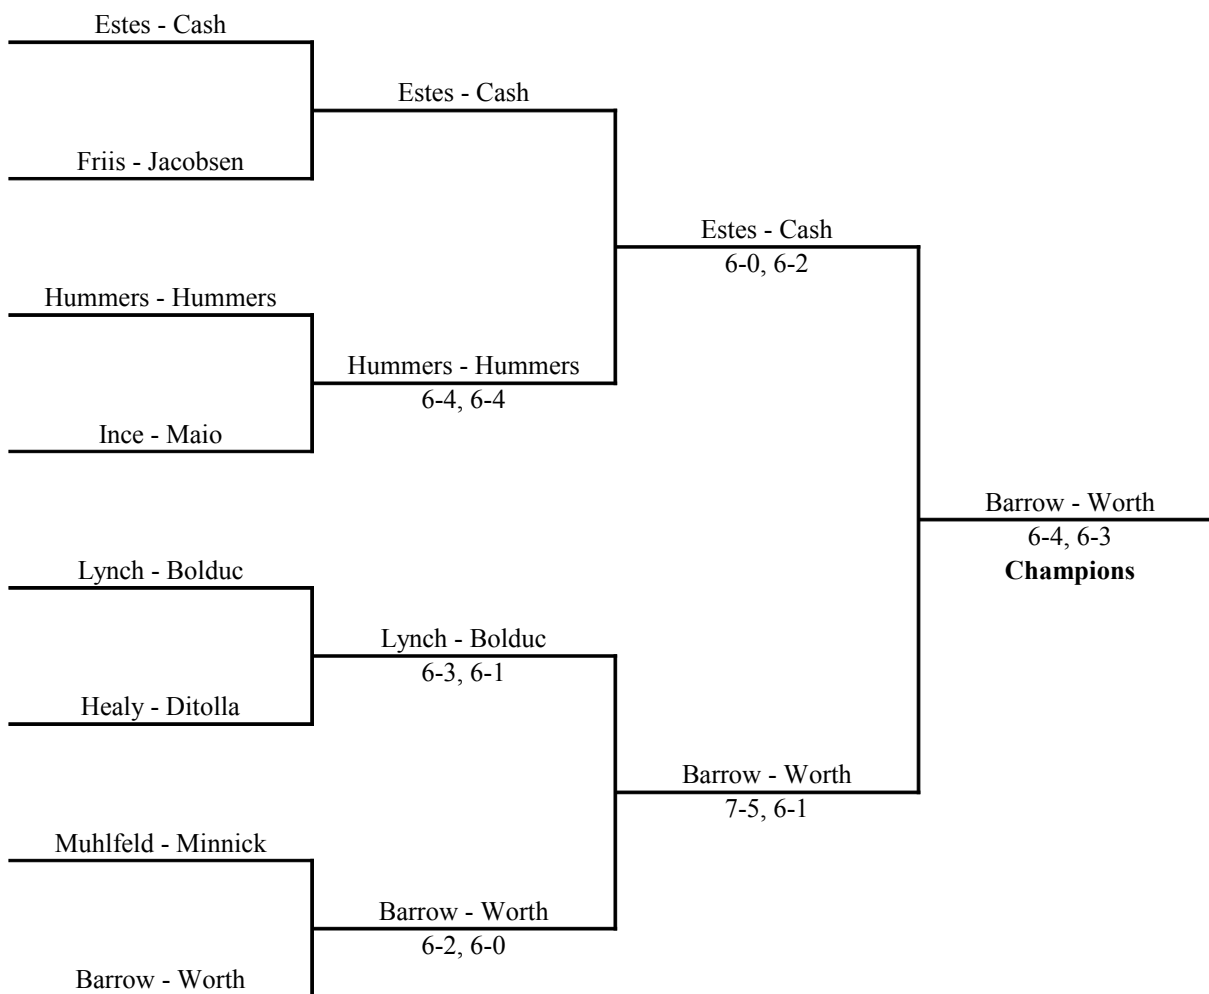 Estes - Cash
Estes - Cash
Friis - Jacobsen
Estes - Cash
6-0, 6-2
Hummers - Hummers
Hummers - Hummers
6-4, 6-4
Ince - Maio
Barrow - Worth
6-4, 6-3
Champions
Lynch - Bolduc
Lynch - Bolduc
6-3, 6-1
Healy - Ditolla
Barrow - Worth
7-5, 6-1
Muhlfeld - Minnick
Barrow - Worth
6-2, 6-0
Barrow - Worth